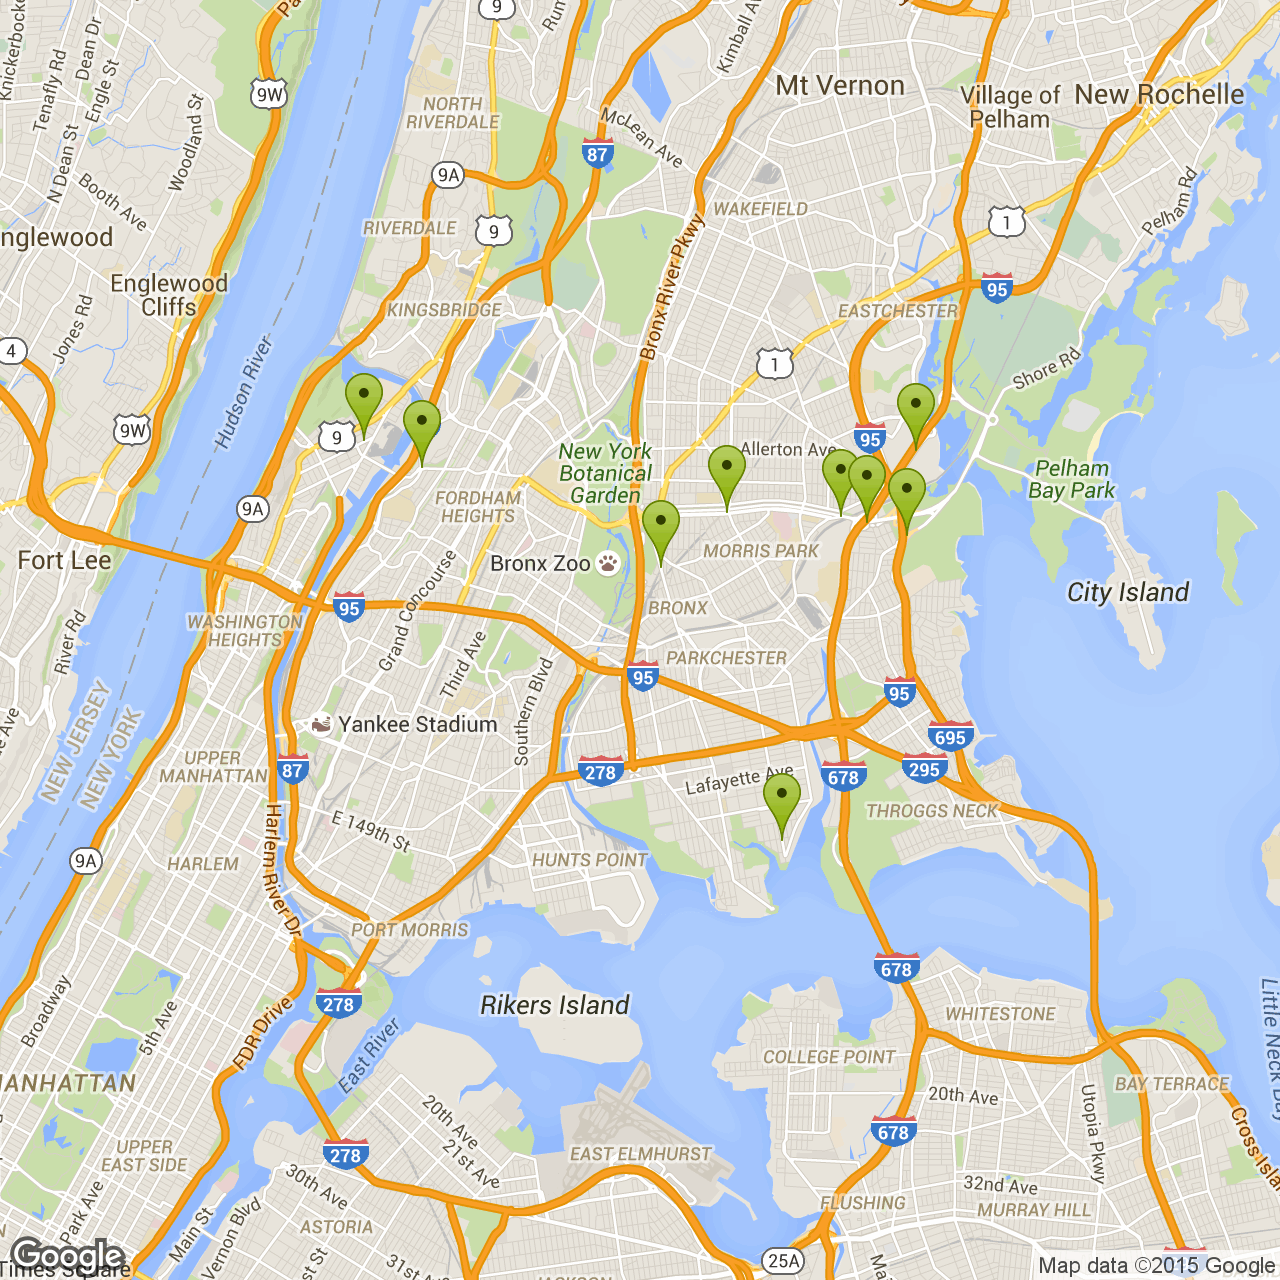 Knickerbocker
Tenafly Rd
Dean Dr
Engle St
N Dean St
Woodland St
Booth Ave
9W
9
9
NORTH
RIVERDALE
McLean Ave
87
Kimball Ave
Mt Vernon
Village of
Pelham
New Rochelle
9A
RIVERDALE
9
WAKEFIELD
1
Pelham Rd
Englewood
Cliffs
KINGSBRIDGE
Bronx River Pkwy
95
EASTCHESTER
Jones Rd
4
Hudson River
1
Shore Rd
9W
9
New York
Botanical
Garden
Allerton Ave
95
Pelham
Bay Park
9A
FORDHAM
HEIGHTS
Fort Lee
Bronx Zoo
MORRIS PARK
City Island
95
Grand Concourse
BRONX
WASHINGTON
HEIGHTS
River Rd
Third Ave
PARKCHESTER
95
95
Southern Blvd
NEW JERSEY
NEW YORK
Yankee Stadium
695
UPPER
MANHATTAN
87
278
Lafayette Ave
678
295
E 149th St
THROGGS NECK
9A
HARLEM
HUNTS POINT
Harlem River Dr
PORT MORRIS
678
Broadway
5th Ave
278
FDR Drive
East River
Rikers Island
WHITESTONE
COLLEGE POINT
Utopia Pkwy
BAY TERRACE
20th Ave
20th Ave
21st Ave
678
Cross Islan
UPPER
EAST SIDE
278
EAST ELMHURST
30th Ave
32nd Ave
Park Ave
Main St
Vernon Blvd
ASTORIA
FLUSHING
MURRAY HILL
31st Ave
25A
JACKSON
Google
Times Square
Map data ©2015 Google